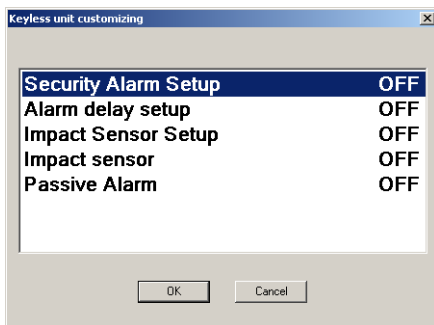 Keyless unit customizing
Security Alarm Setup OFF
Alarm delay setup OFF
Impact Sensor Setup OFF
Impact sensor OFF
Passive Alarm OFF
OK Cancel